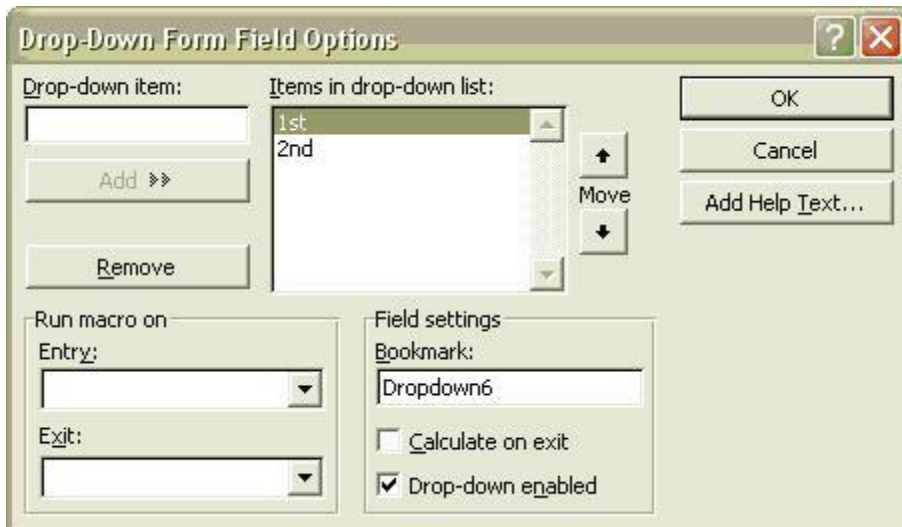 Drop-Down Form Field Options
Drop-down item:
Items in drop-down list:
1st
2nd
Add
Remove
Move
OK
Cancel
Add Help Text...
Run macro on
Entry:
Exit:
Field settings
Bookmark:
Dropdown6
Calculate on exit
Drop-down enabled